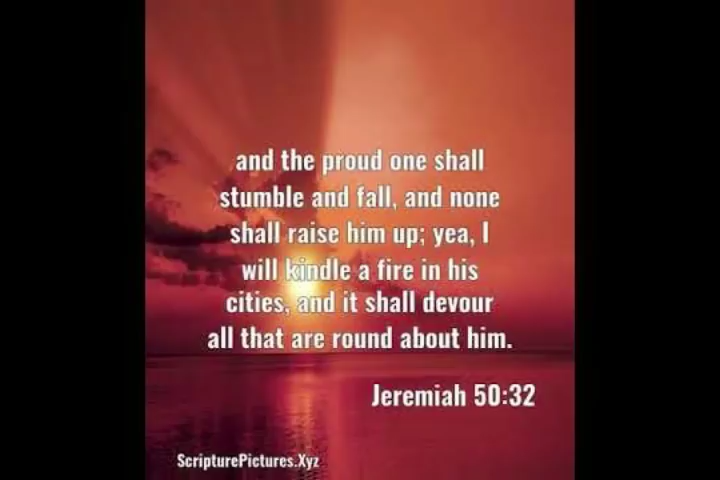 and the proud one shall
stumble and fall, and none
shall raise him up; yea, I
will kindle a fire in his
cities, and it shall devour
all that are round about him.
Jeremiah 50:32
ScripturePictures.Xyz